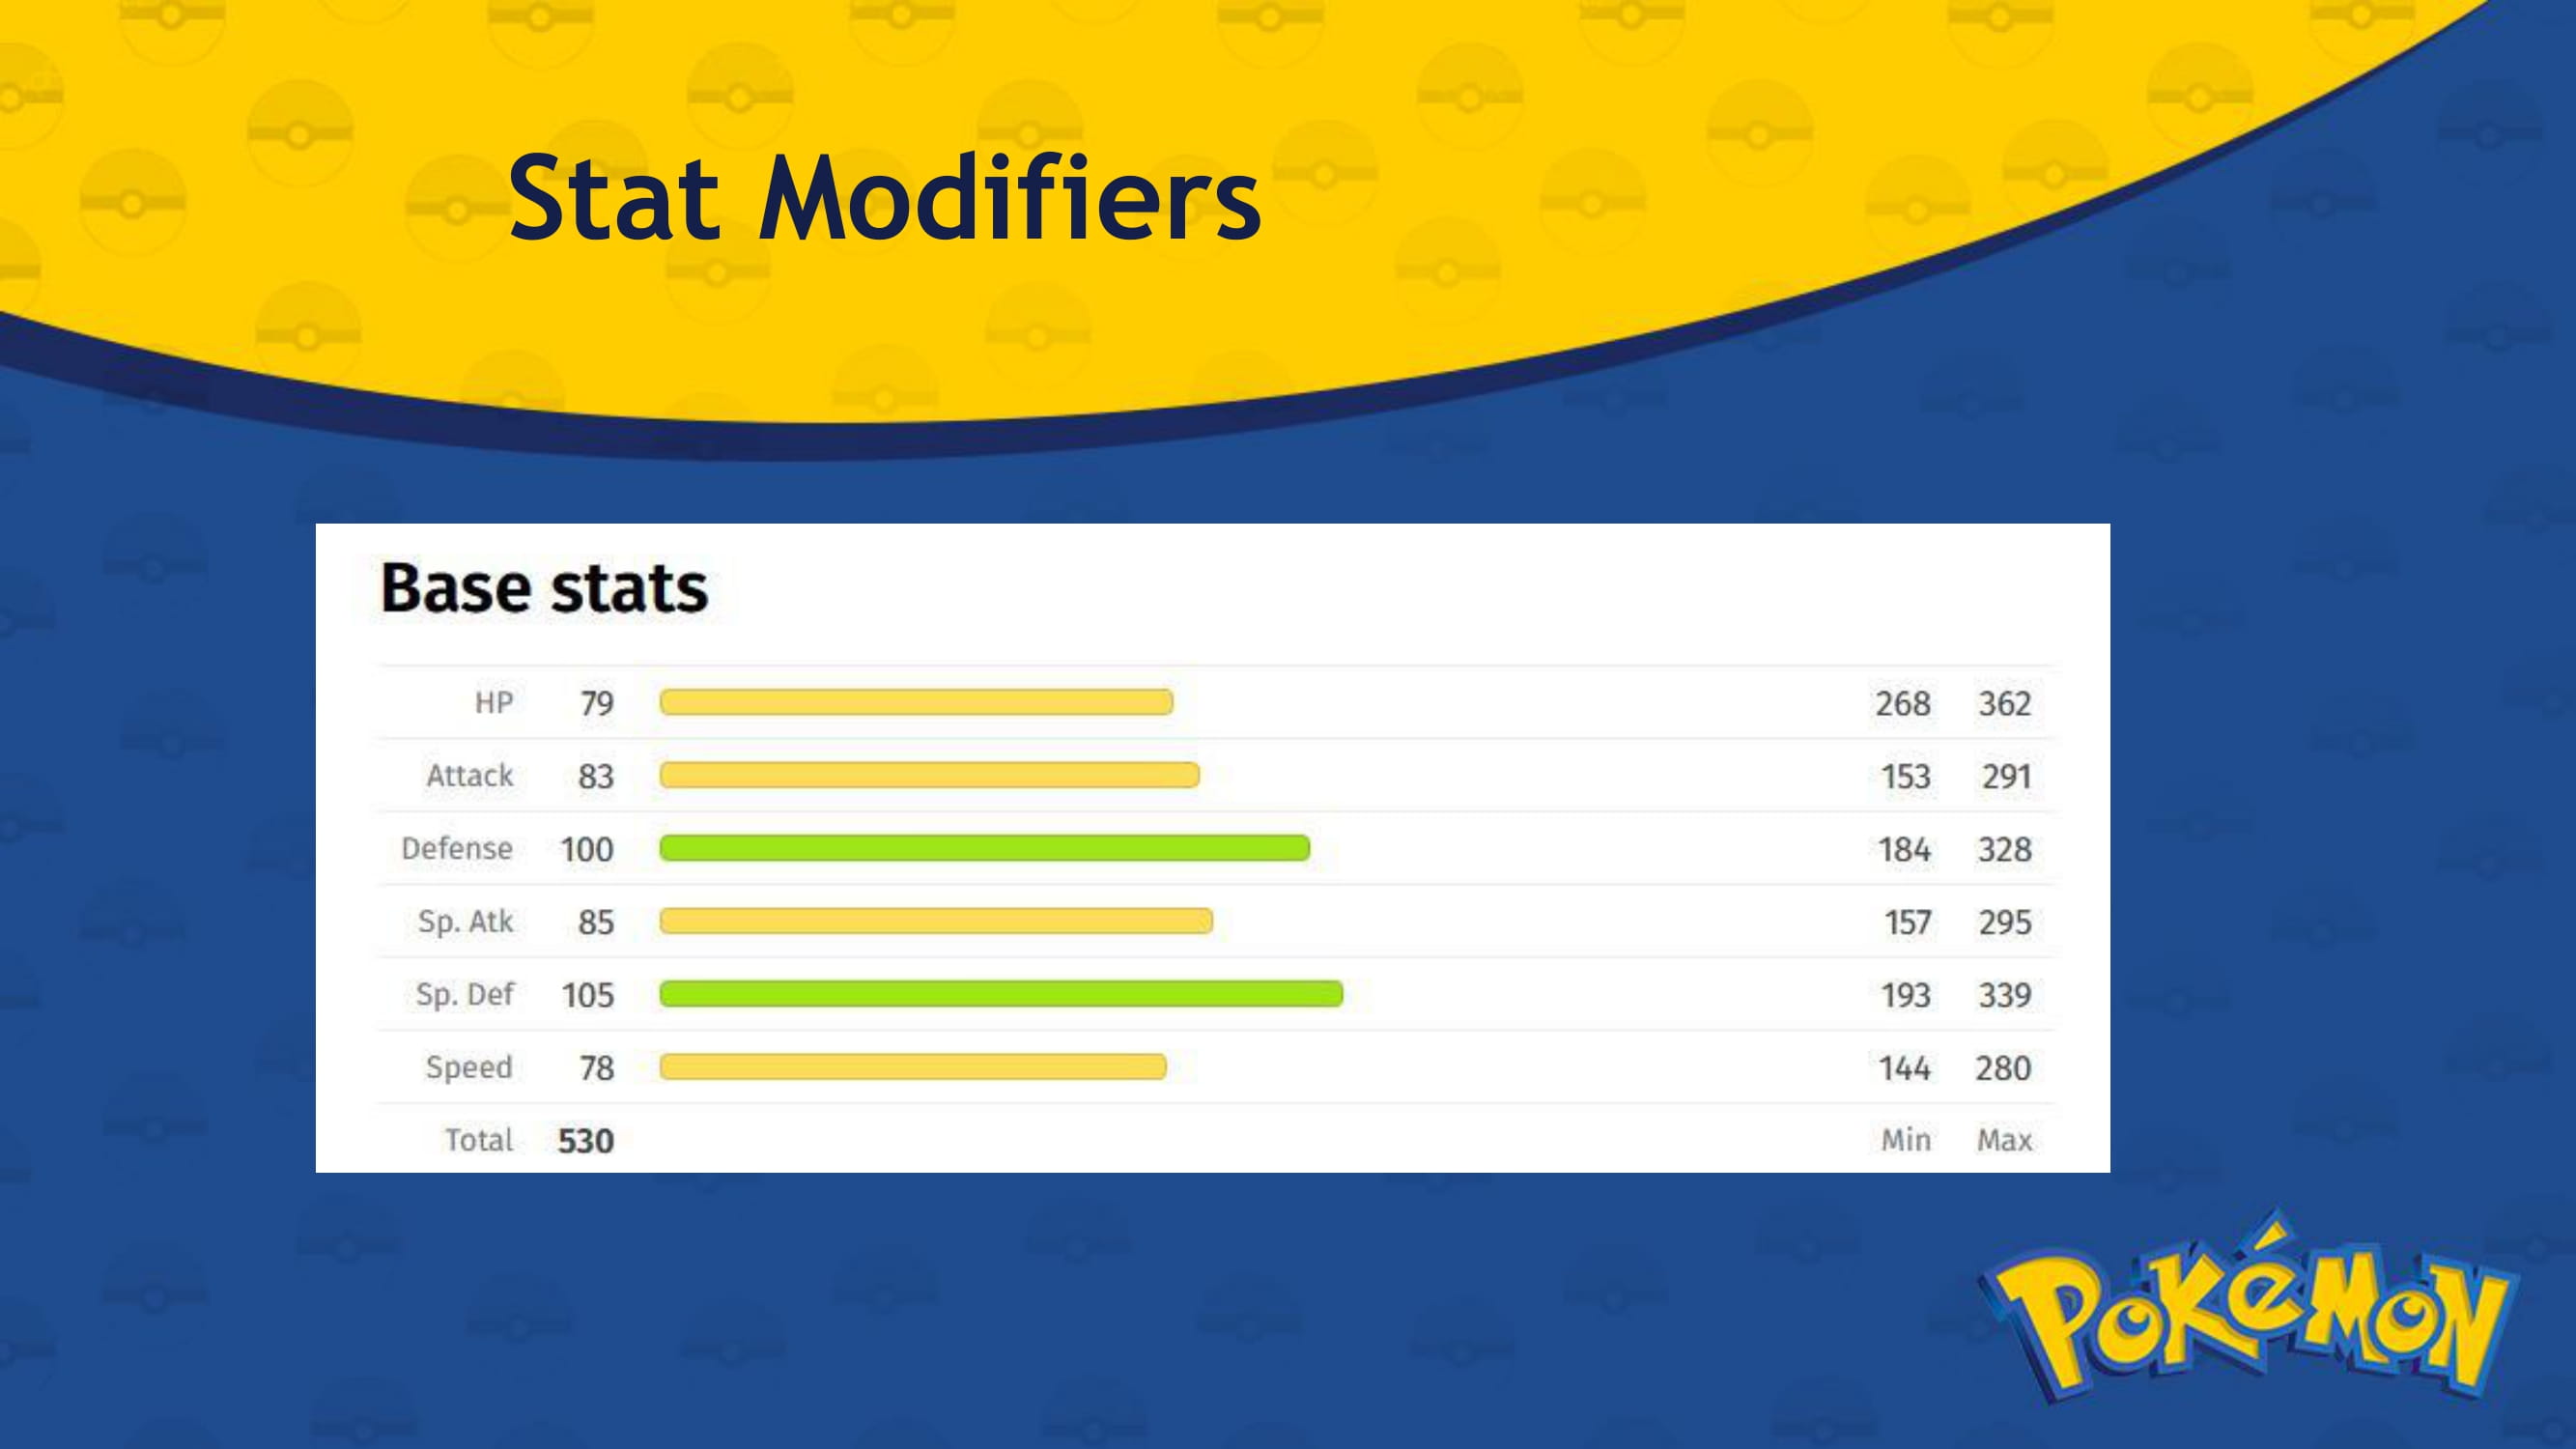 Stat Modifiers
Base stats
HP 79 268 362
Attack 83 153 291
Defense 100 184 328
Sp. Atk 85 157 295
Sp. Def 105 193 339
Speed 78 144 280
Total 530 Min Max
POKéMON